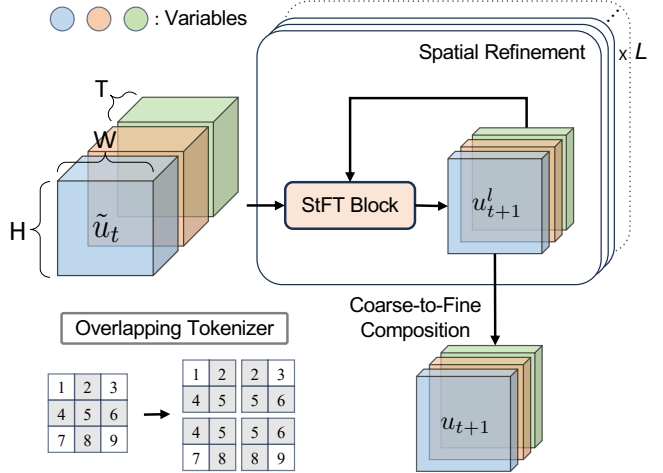 : Variables
Spatial Refinement
x L
T
W
H
ũ_t
StFT Block
u^l_{t+1}
Coarse-to-Fine
Composition
u_{t+1}
Overlapping Tokenizer
1 2 3
4 5 6
7 8 9
1 2 2 3
4 5 5 6
4 5 5 6
7 8 8 9